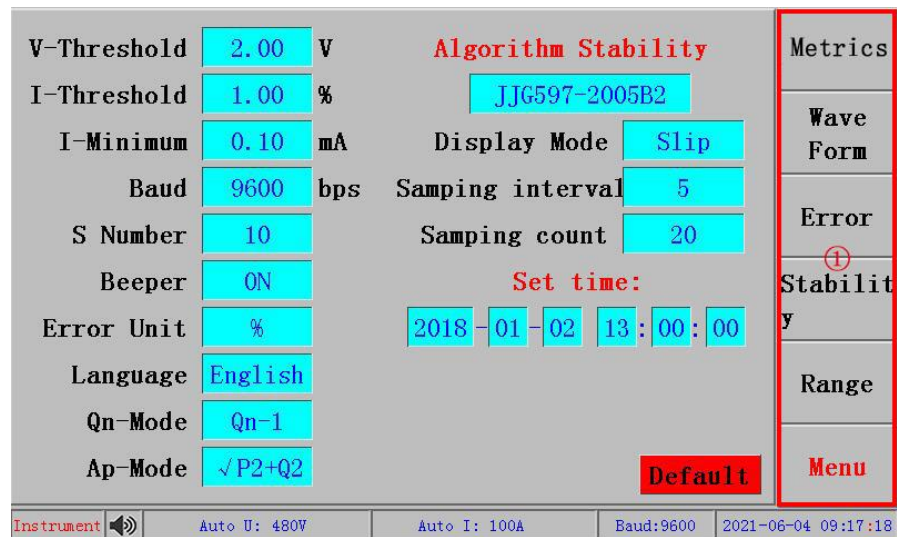 V-Threshold 2.00 V
I-Threshold 1.00 %
I-Minimum 0.10 mA
Baud 9600 bps
S Number 10
Beeper ON
Error Unit %
Language English
Qn-Mode Qn-1
Ap-Mode √P2+Q2
Algorithm Stability
JJG597-2005B2
Display Mode Slip
Samping interval 5
Samping count 20
Set time:
2018-01-02 13:00:00
Default
Metrics
Wave
Form
Error
①
Stabilit
y
Range
Menu
Instrument Auto U: 480V Auto I: 100A Baud:9600 2021-06-04 09:17:18